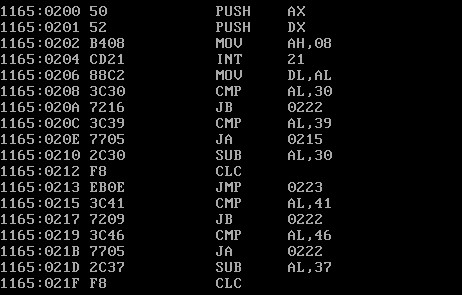 1165:0200 50 PUSH AX
1165:0201 52 PUSH DX
1165:0202 B408 MOV AH,08
1165:0204 CD21 INT 21
1165:0206 88C2 MOV DL,AL
1165:0208 3C30 CMP AL,30
1165:020A 7216 JB 0222
1165:020C 3C39 CMP AL,39
1165:020E 7705 JA 0215
1165:0210 2C30 SUB AL,30
1165:0212 F8 CLC
1165:0213 EB0E JMP 0223
1165:0215 3C41 CMP AL,41
1165:0217 7209 JB 0222
1165:0219 3C46 CMP AL,46
1165:021B 7705 JA 0222
1165:021D 2C37 SUB AL,37
1165:021F F8 CLC